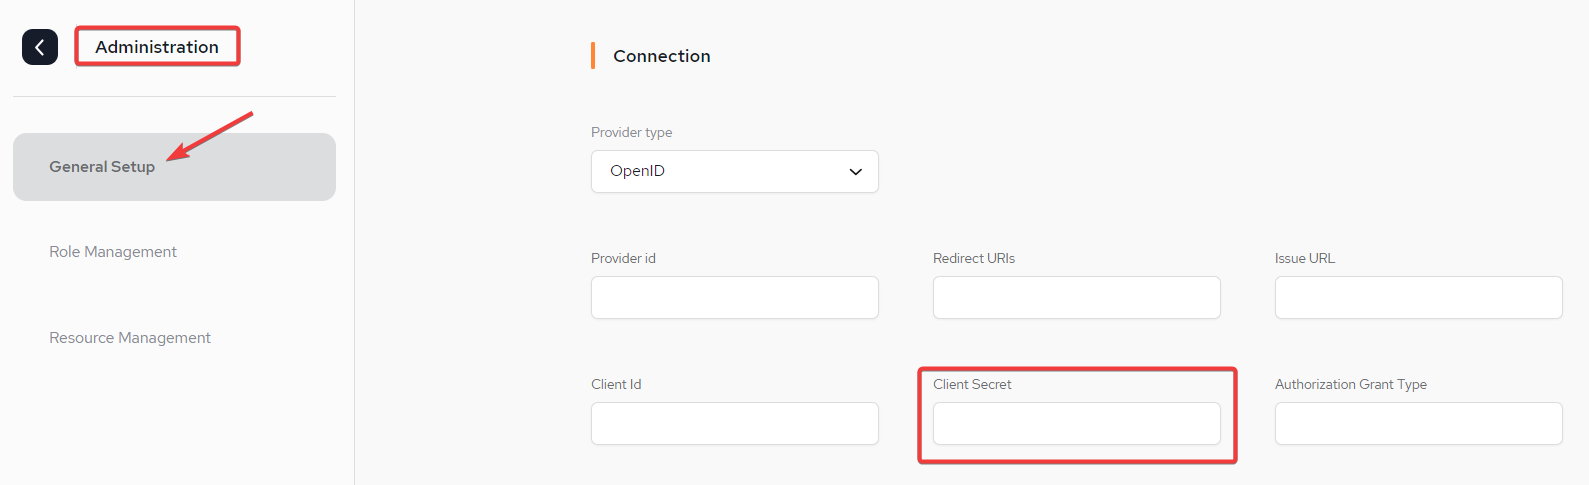 Administration
General Setup
Role Management
Resource Management
Connection
Provider type
OpenID
Provider id
Redirect URIs
Issue URL
Client Id
Client Secret
Authorization Grant Type